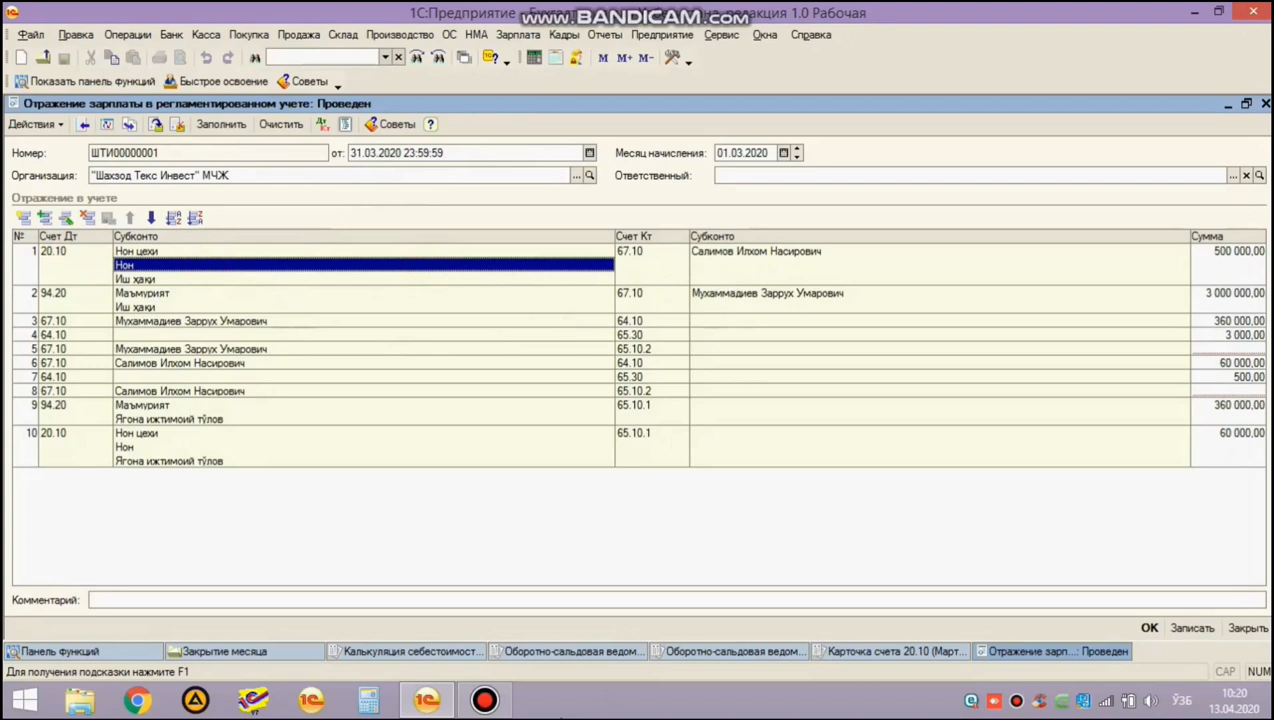 1С:Предприятие - Бухгал
на, редакция 1.0 Рабочая
www.BANDICAM.com
Файл Правка Операции Банк Касса Покупка Продажа Склад Производство ОС НМА Зарплата Кадры Отчеты Предприятие Сервис Окна Справка
M M+ M-
Показать панель функций Быстрое освоение Советы
Отражение зарплаты в регламентированном учете: Проведен
Действия Заполнить Очистить Советы
Номер: ШТИ00000001 от: 31.03.2020 23:59:59 Месяц начисления: 01.03.2020
Организация: "Шахзод Текс Инвест" МЧЖ Ответственный:
Отражение в учете
№ Счет Дт Субконто Счет Кт Субконто Сумма
1 20.10 Нон цехи 67.10 Салимов Илхом Насирович 500 000,00
Нон
Иш ҳақи
2 94.20 Маъмурият 67.10 Мухаммадиев Заррух Умарович 3 000 000,00
Иш ҳақи
3 67.10 Мухаммадиев Заррух Умарович 64.10 360 000,00
4 64.10 65.30 3 000,00
5 67.10 Мухаммадиев Заррух Умарович 65.10.2
6 67.10 Салимов Илхом Насирович 64.10 60 000,00
7 64.10 65.30 500,00
8 67.10 Салимов Илхом Насирович 65.10.2
9 94.20 Маъмурият 65.10.1 360 000,00
Ягона ижтимоий тўлов
10 20.10 Нон цехи 65.10.1 60 000,00
Нон
Ягона ижтимоий тўлов
Комментарий:
OK Записать Закрыть
Панель функций Закрытие месяца Калькуляция себестоимост... Оборотно-сальдовая ведом... Оборотно-сальдовая ведом... Карточка счета 20.10 (Март... Отражение зарп...: Проведен
Для получения подсказки нажмите F1 CAP NUM
ЎЗБ 10:20
13.04.2020